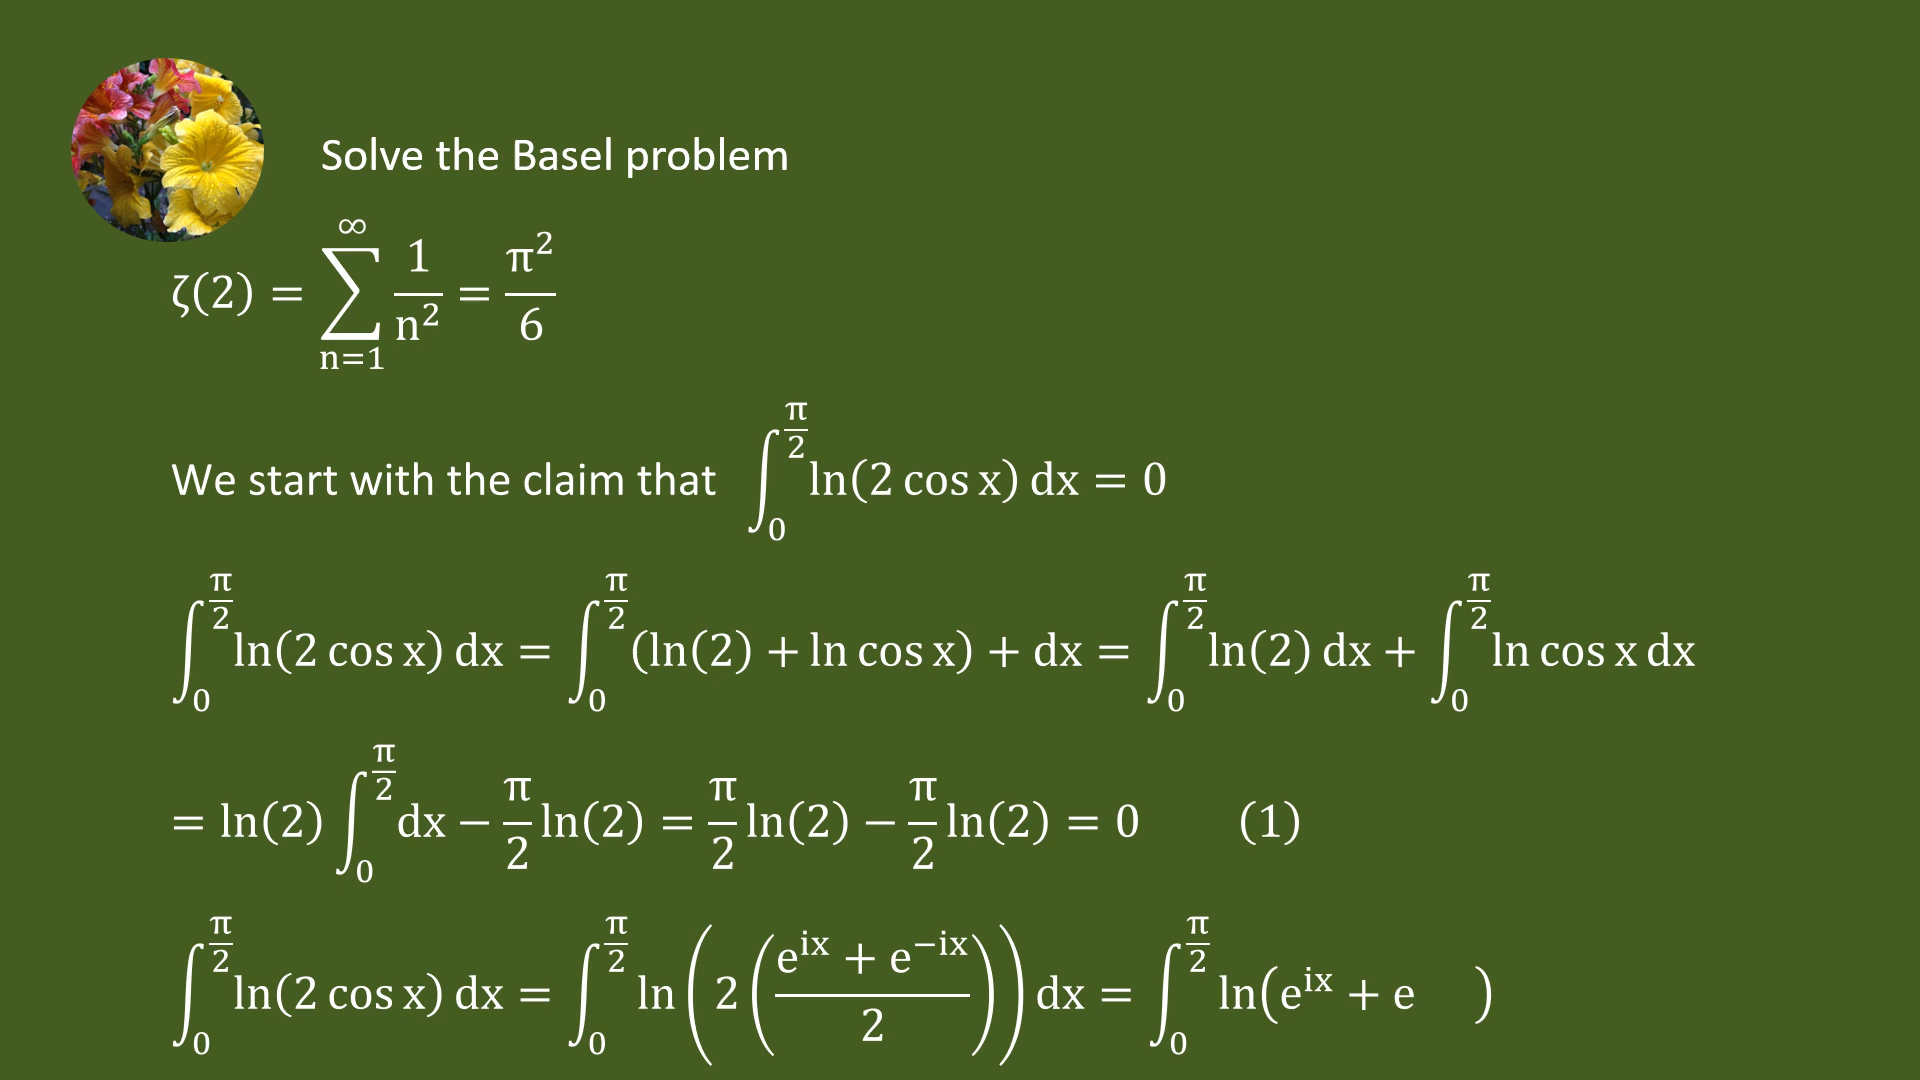 Solve the Basel problem
ζ(2) = ∑_{n=1}^{∞} 1/n² = π²/6
We start with the claim that ∫_0^{π/2} ln(2 cos x) dx = 0
∫_0^{π/2} ln(2 cos x) dx = ∫_0^{π/2} (ln(2) + ln cos x) + dx = ∫_0^{π/2} ln(2) dx + ∫_0^{π/2} ln cos x dx
= ln(2) ∫_0^{π/2} dx − π/2 ln(2) = π/2 ln(2) − π/2 ln(2) = 0 (1)
∫_0^{π/2} ln(2 cos x) dx = ∫_0^{π/2} ln(2((e^{ix} + e^{−ix})/2)) dx = ∫_0^{π/2} ln(e^{ix} + e )